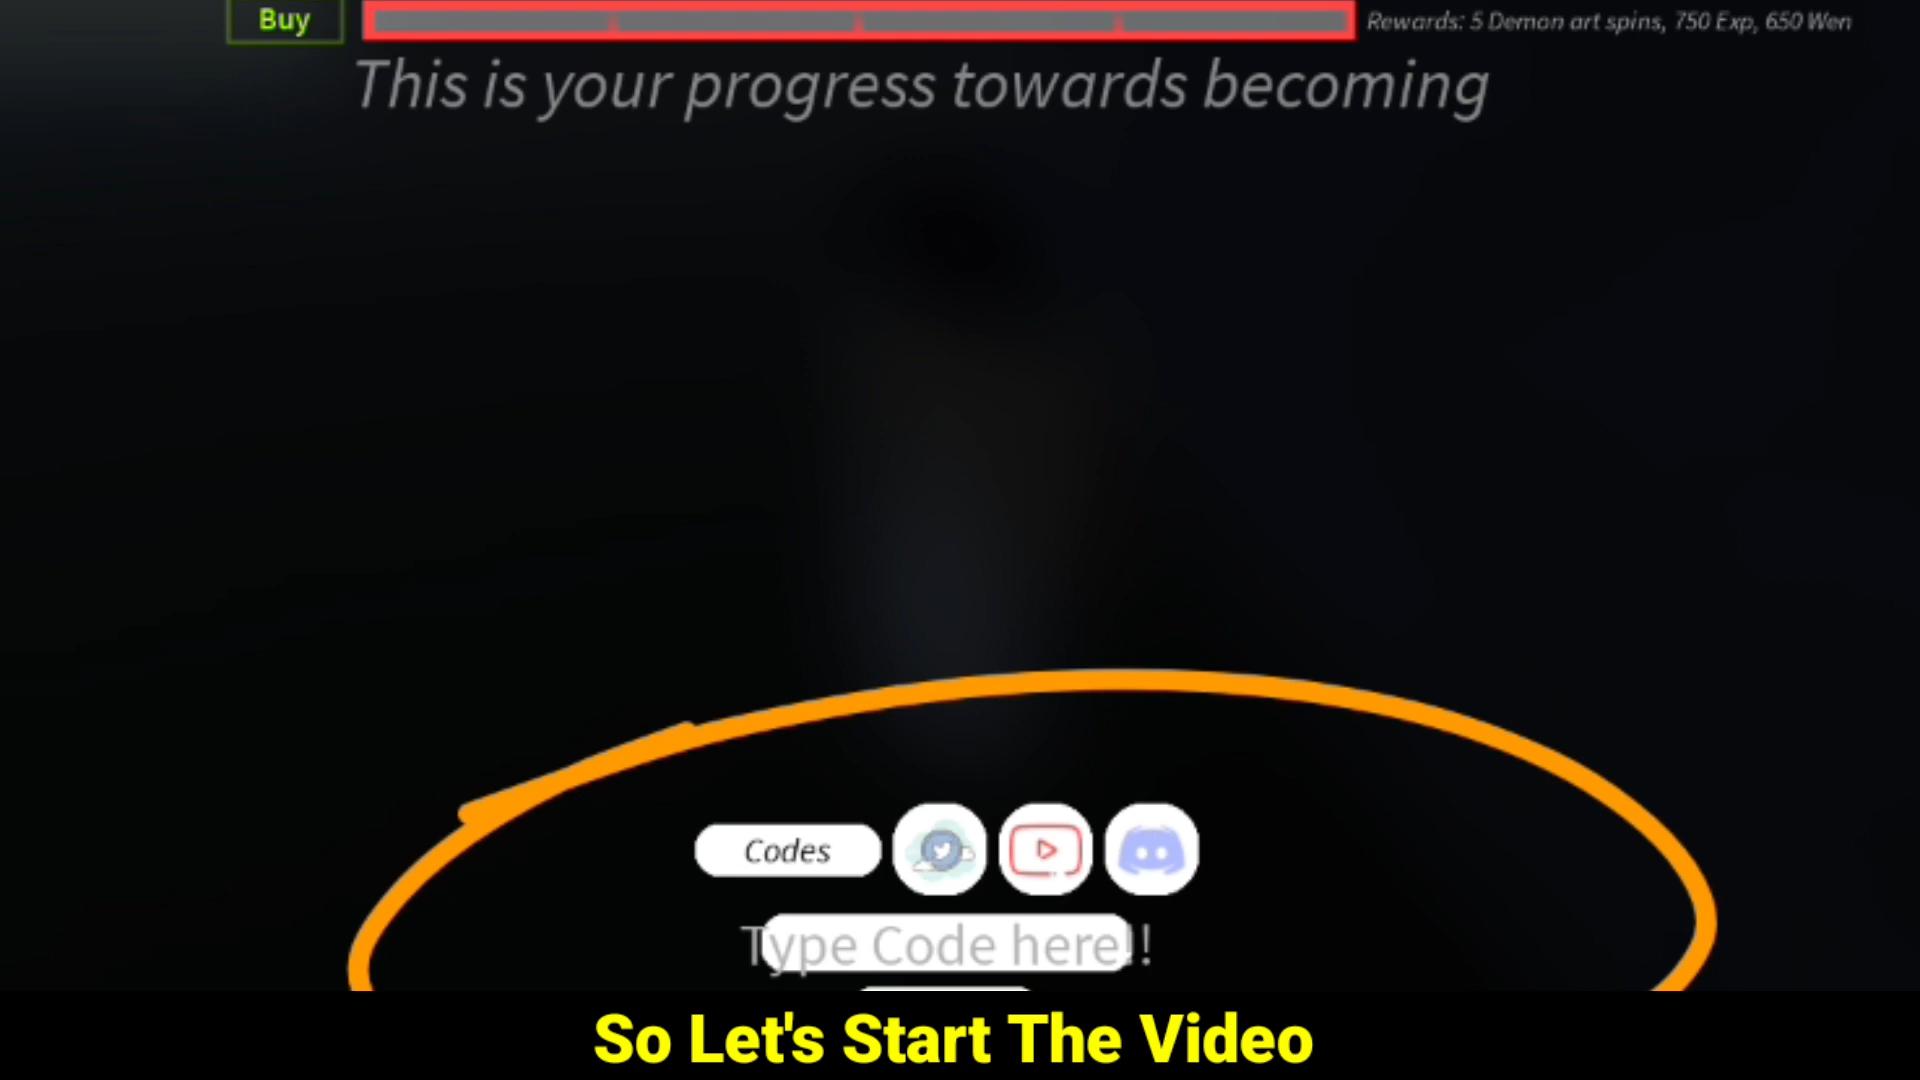 Buy
Rewards: 5 Demon art spins, 750 Exp, 650 Wen
This is your progress towards becoming
Codes
Type Code here!!
So Let's Start The Video